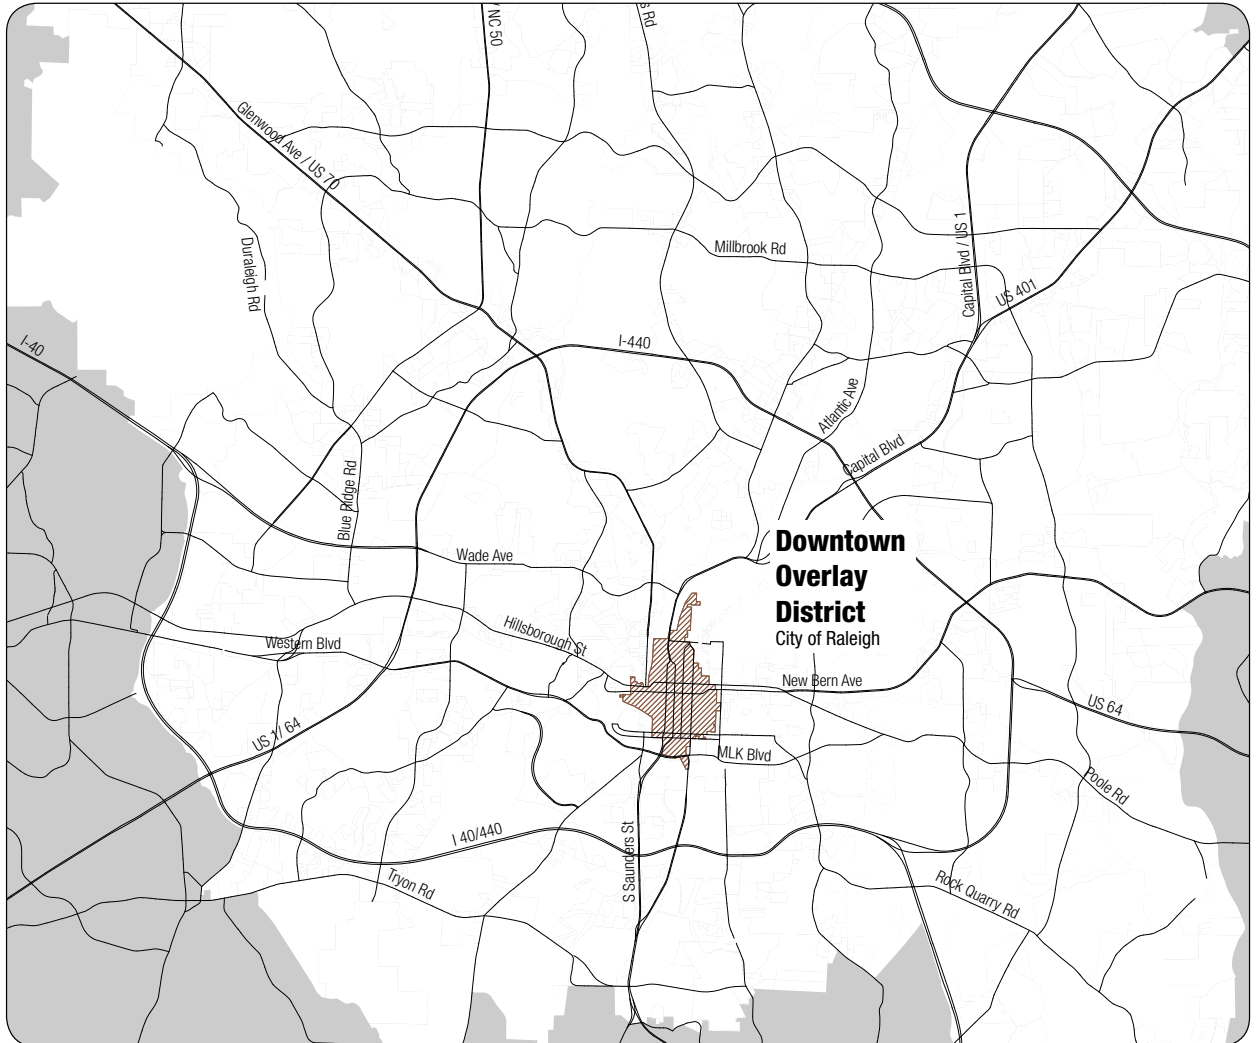 NC 50
s Rd
Glenwood Ave / US 70
Duraleigh Rd
Millbrook Rd
Capital Blvd / US 1
US 401
I-40
I-440
Atlantic Ave
Capital Blvd
Blue Ridge Rd
Wade Ave
Downtown
Overlay
District
City of Raleigh
Hillsborough St
Western Blvd
New Bern Ave
US 64
US 1/ 64
MLK Blvd
Poole Rd
I 40/440
S Saunders St
Tryon Rd
Rock Quarry Rd